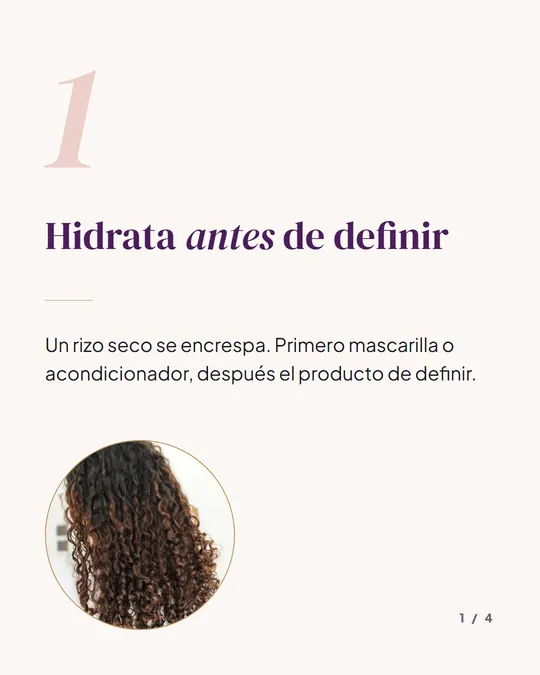 1
Hidrata antes de definir
Un rizo seco se encrespa. Primero mascarilla o
acondicionador, después el producto de definir.
1 / 4